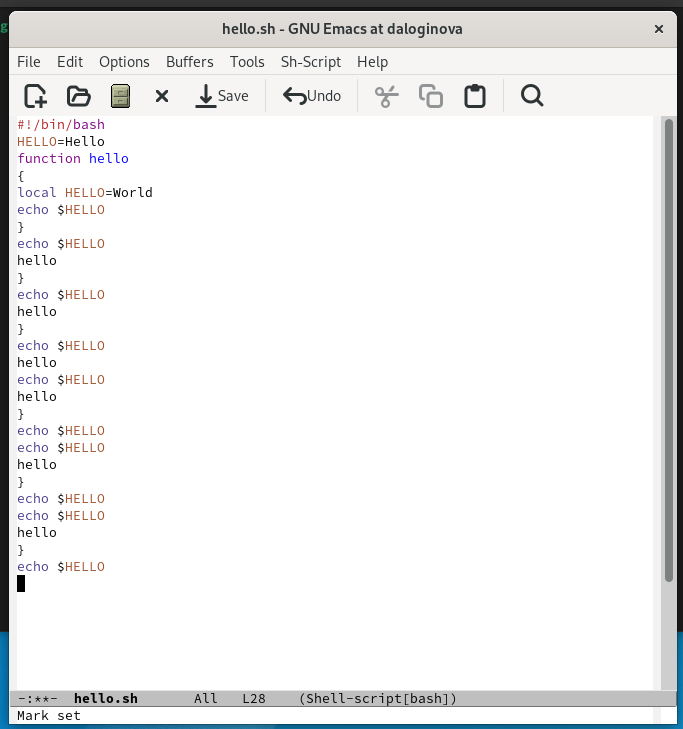 hello.sh - GNU Emacs at daloginova
File Edit Options Buffers Tools Sh-Script Help
Save Undo
#!/bin/bash
HELLO=Hello
function hello
{
local HELLO=World
echo $HELLO
}
echo $HELLO
hello
}
echo $HELLO
hello
}
echo $HELLO
hello
echo $HELLO
hello
}
echo $HELLO
echo $HELLO
hello
}
echo $HELLO
echo $HELLO
hello
}
echo $HELLO
-:**- hello.sh All L28 (Shell-script[bash])
Mark set